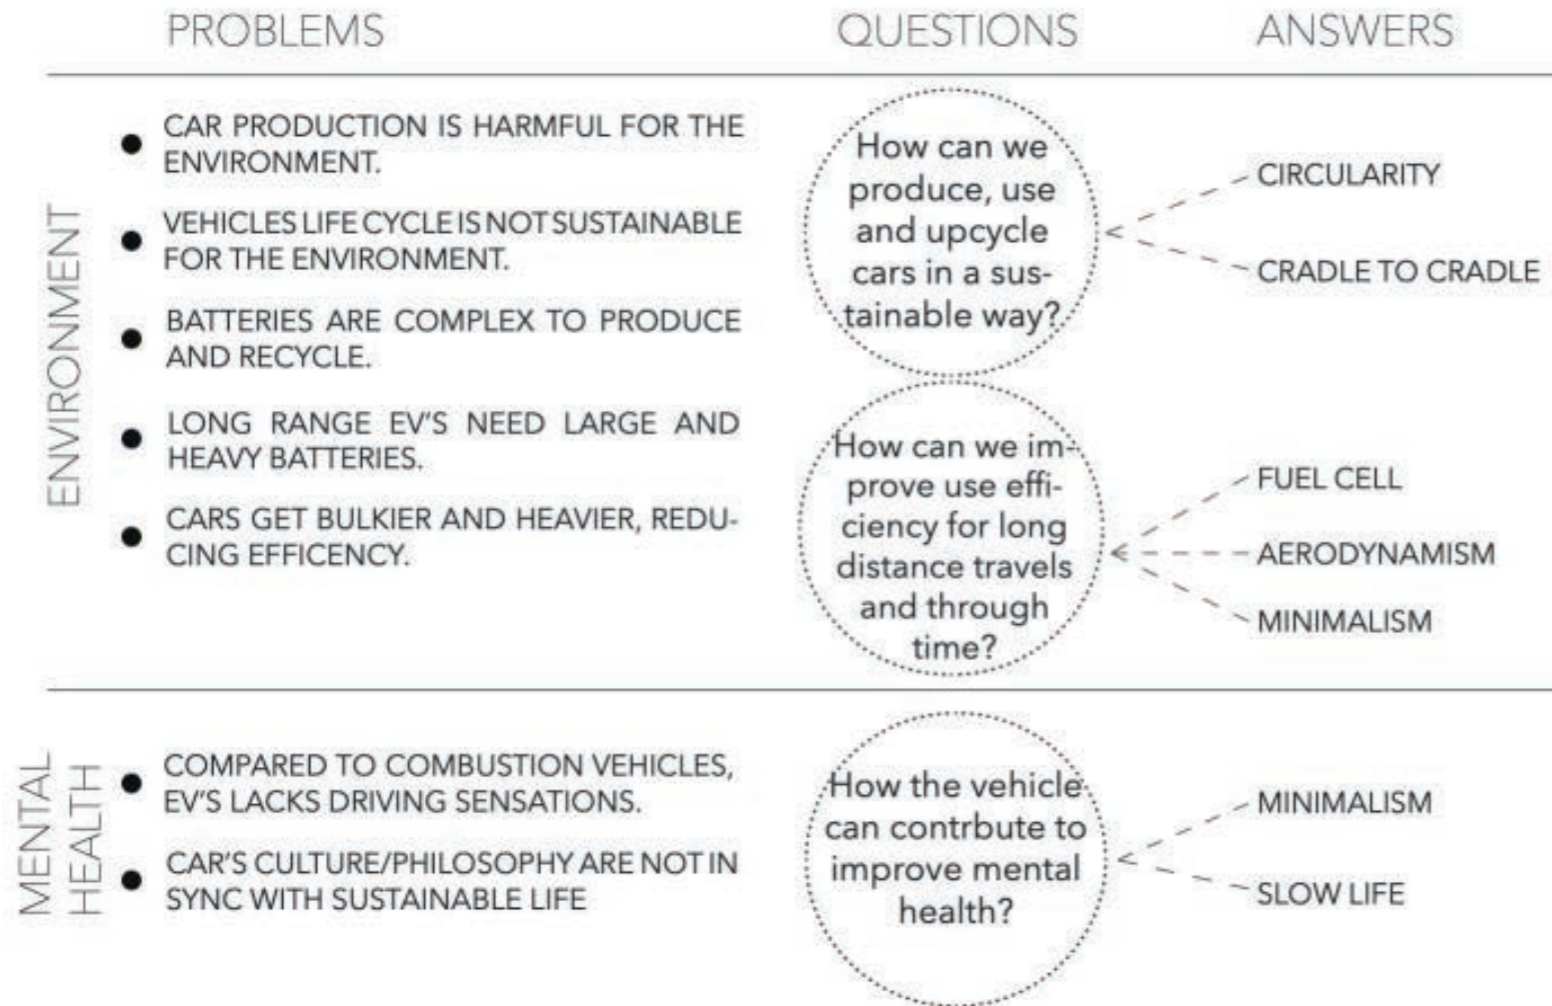 PROBLEMS
QUESTIONS
ANSWERS
ENVIRONMENT
CAR PRODUCTION IS HARMFUL FOR THE
ENVIRONMENT.
VEHICLES LIFE CYCLE IS NOT SUSTAINABLE
FOR THE ENVIRONMENT.
BATTERIES ARE COMPLEX TO PRODUCE
AND RECYCLE.
LONG RANGE EV'S NEED LARGE AND
HEAVY BATTERIES.
CARS GET BULKIER AND HEAVIER, REDU-
CING EFFICENCY.
How can we
produce, use
and upcycle
cars in a sus-
tainable way?
CIRCULARITY
CRADLE TO CRADLE
How can we im-
prove use effi-
ciency for long
distance travels
and through
time?
FUEL CELL
AERODYNAMISM
MINIMALISM
MENTAL
HEALTH
COMPARED TO COMBUSTION VEHICLES,
EV'S LACKS DRIVING SENSATIONS.
CAR'S CULTURE/PHILOSOPHY ARE NOT IN
SYNC WITH SUSTAINABLE LIFE
How the vehicle
can contrbute to
improve mental
health?
MINIMALISM
SLOW LIFE